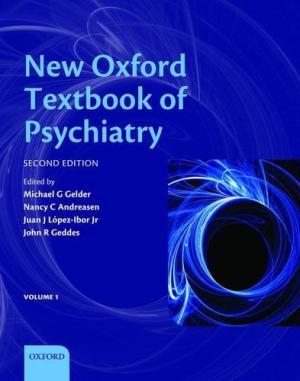 New Oxford
Textbook of
Psychiatry
SECOND EDITION
Edited by
Michael G Gelder
Nancy C Andreasen
Juan J López-Ibor Jr
John R Geddes
VOLUME 1
OXFORD